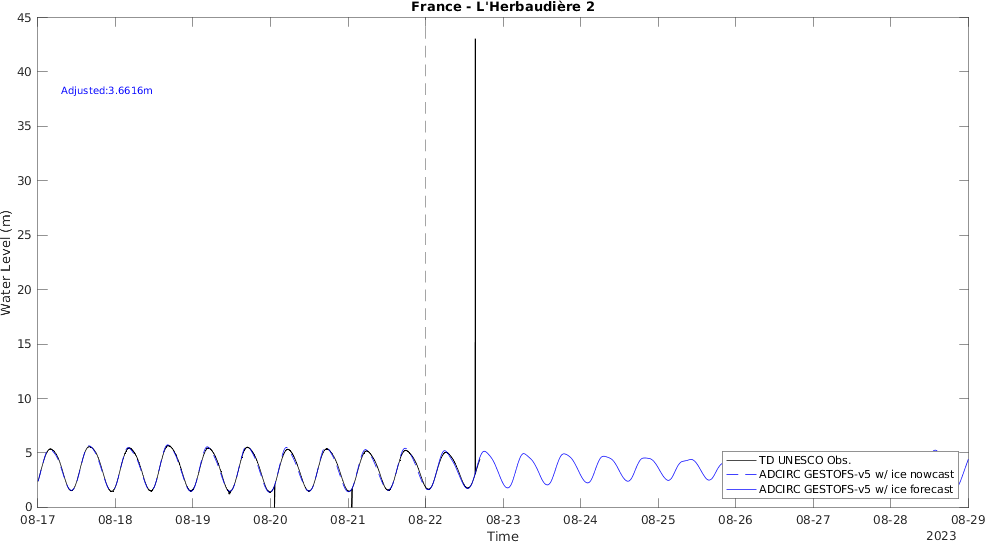 France - L'Herbaudière 2
45
40
35
30
25
20
15
10
5
0
Water Level (m)
Adjusted:3.6616m
TD UNESCO Obs.
ADCIRC GESTOFS-v5 w/ ice nowcast
ADCIRC GESTOFS-v5 w/ ice forecast
08-17 08-18 08-19 08-20 08-21 08-22 08-23 08-24 08-25 08-26 08-27 08-28 08-29
Time
2023